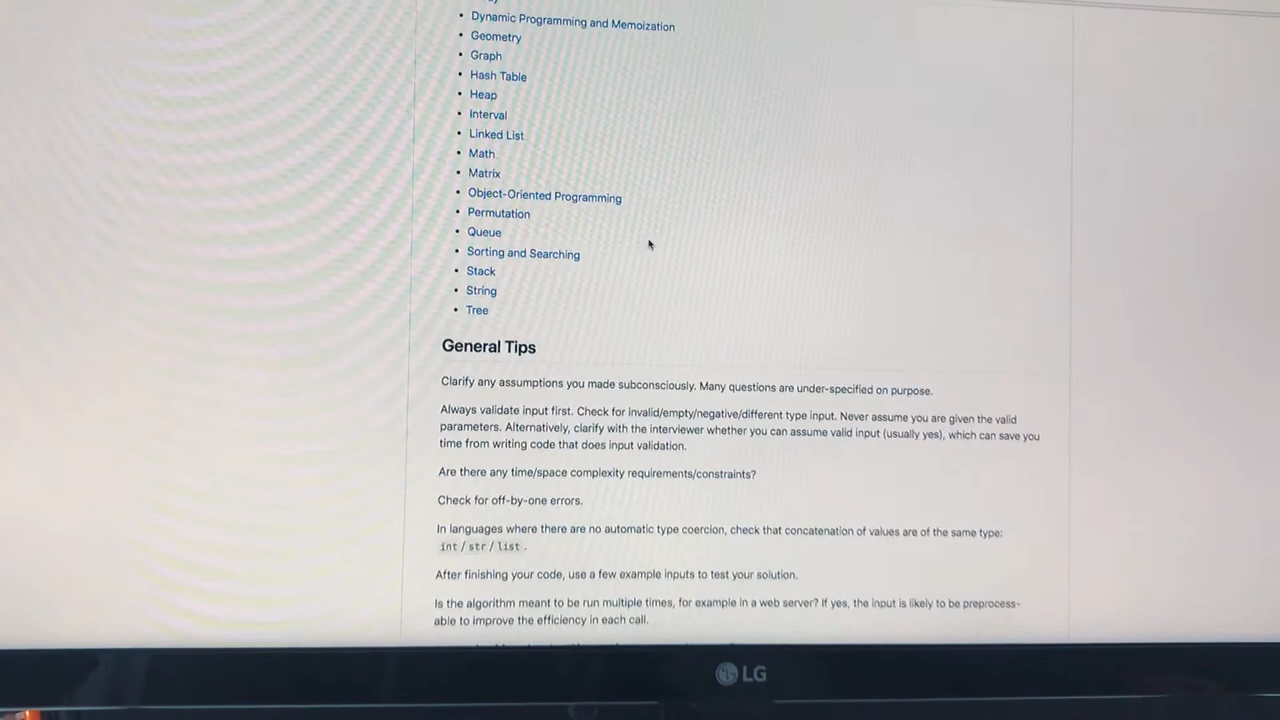 Dynamic Programming and Memoization
Geometry
Graph
Hash Table
Heap
Interval
Linked List
Math
Matrix
Object-Oriented Programming
Permutation
Queue
Sorting and Searching
Stack
String
Tree
General Tips
Clarify any assumptions you made subconsciously. Many questions are under-specified on purpose.
Always validate input first. Check for invalid/empty/negative/different type input. Never assume you are given the valid
parameters. Alternatively, clarify with the interviewer whether you can assume valid input (usually yes), which can save you
time from writing code that does input validation.
Are there any time/space complexity requirements/constraints?
Check for off-by-one errors.
In languages where there are no automatic type coercion, check that concatenation of values are of the same type:
int / str / list .
After finishing your code, use a few example inputs to test your solution.
Is the algorithm meant to be run multiple times, for example in a web server? If yes, the input is likely to be preprocess-
able to improve the efficiency in each call.
LG